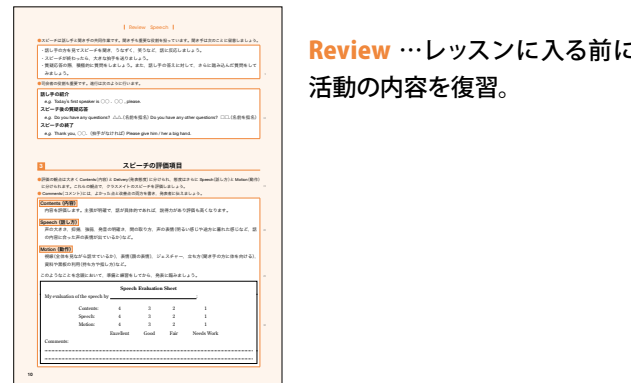 Review : Speech
●スピーチは話し手と聞き手の共同作業です。聞き手も重要な役割を担っています。聞き手は次のことに留意しましょう。
・話し手の方を見てスピーチを聞き、うなずく、笑うなど、話に反応しましょう。
・スピーチが終わったら、大きな拍手を送りましょう。
・質疑応答の際、積極的に質問をしましょう。また、話し手の答えに対して、さらに踏み込んだ質問をして
みましょう。
●司会者の役割も重要です。進行は次のように行います。
話し手の紹介
e.g. Today's first speaker is ○○. ○○, please.
スピーチ後の質疑応答
e.g. Do you have any questions? △△.(名前を指名) Do you have any other questions? □□.(名前を指名)
スピーチの終了
e.g. Thank you, ○○. (拍手がなければ) Please give him / her a big hand.
3 スピーチの評価項目
●評価の観点は大きく Contents(内容)と Delivery(発表態度)に分けられ、態度はさらに Speech(話し方)と Motion(動作)
に分けられます。これらの観点で、クラスメイトのスピーチを評価しましょう。
●Comments(コメント)には、よかった点と改善点の両方を書き、発表者に伝えましょう。
Contents (内容)
内容を評価します。主張が明確で、話が具体的であれば、説得力があり評価も高くなります。
Speech (話し方)
声の大きさ、抑揚、強弱、発音の明確さ、間の取り方、声の表情(明るい感じや迫力に優れた感じなど、話
の内容に合った声の表情が出ているか)など。
Motion (動作)
視線(全体を見ながら話せているか)、表情(顔の表情)、ジェスチャー、立ち方(聞き手の方に体を向ける)、
資料や図板の利用(持ち方や指し方)など。
このようなことを念頭において、準備と練習をしてから、発表に臨みましょう。
Speech Evaluation Sheet
My evaluation of the speech by
Contents: 4 3 2 1
Speech: 4 3 2 1
Motion: 4 3 2 1
Excellent Good Fair Needs Work
Comments:
10
Review …レッスンに入る前に
活動の内容を復習。